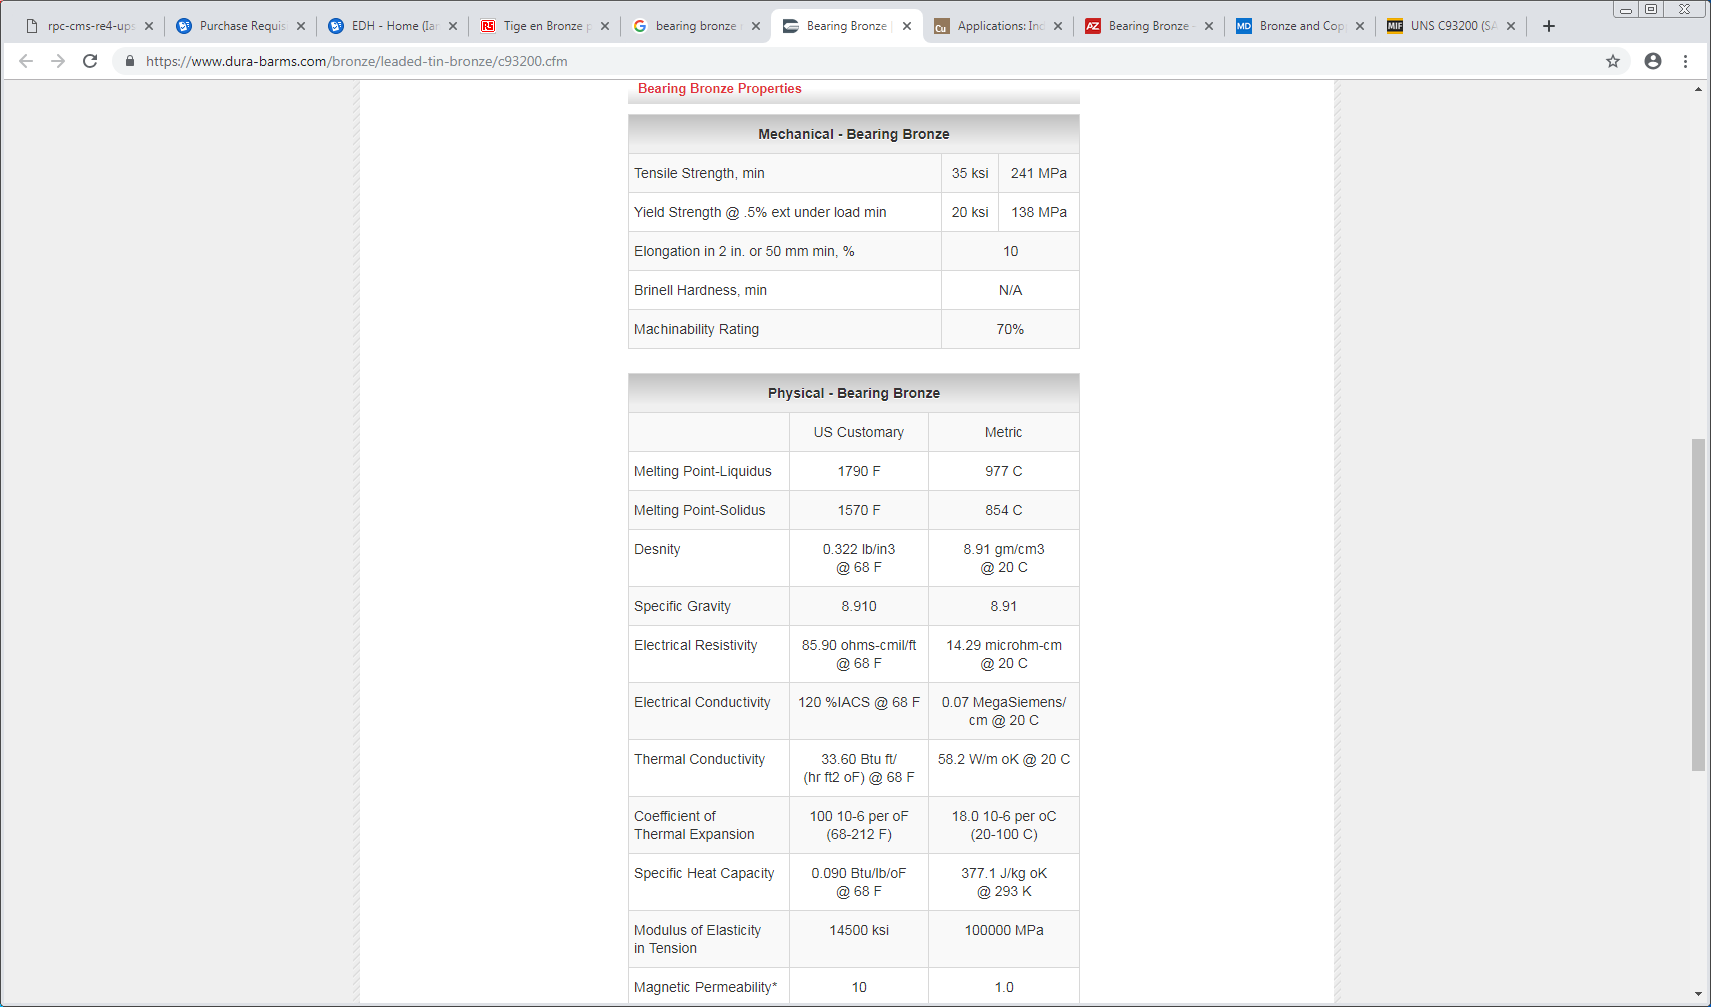 rpc-cms-re4-ups
Purchase Requis
EDH - Home (Ian
Tige en Bronze p
bearing bronze
Bearing Bronze |
Applications: Ind
Bearing Bronze -
Bronze and Cop
UNS C93200 (SA
https://www.dura-barms.com/bronze/leaded-tin-bronze/c93200.cfm
Bearing Bronze Properties
Mechanical - Bearing Bronze
Tensile Strength, min 35 ksi 241 MPa
Yield Strength @ .5% ext under load min 20 ksi 138 MPa
Elongation in 2 in. or 50 mm min, % 10
Brinell Hardness, min N/A
Machinability Rating 70%
Physical - Bearing Bronze
US Customary Metric
Melting Point-Liquidus 1790 F 977 C
Melting Point-Solidus 1570 F 854 C
Desnity 0.322 lb/in3 8.91 gm/cm3
@ 68 F @ 20 C
Specific Gravity 8.910 8.91
Electrical Resistivity 85.90 ohms-cmil/ft 14.29 microhm-cm
@ 68 F @ 20 C
Electrical Conductivity 120 %IACS @ 68 F 0.07 MegaSiemens/
cm @ 20 C
Thermal Conductivity 33.60 Btu ft/ 58.2 W/m oK @ 20 C
(hr ft2 oF) @ 68 F
Coefficient of 100 10-6 per oF 18.0 10-6 per oC
Thermal Expansion (68-212 F) (20-100 C)
Specific Heat Capacity 0.090 Btu/lb/oF 377.1 J/kg oK
@ 68 F @ 293 K
Modulus of Elasticity 14500 ksi 100000 MPa
in Tension
Magnetic Permeability* 10 1.0